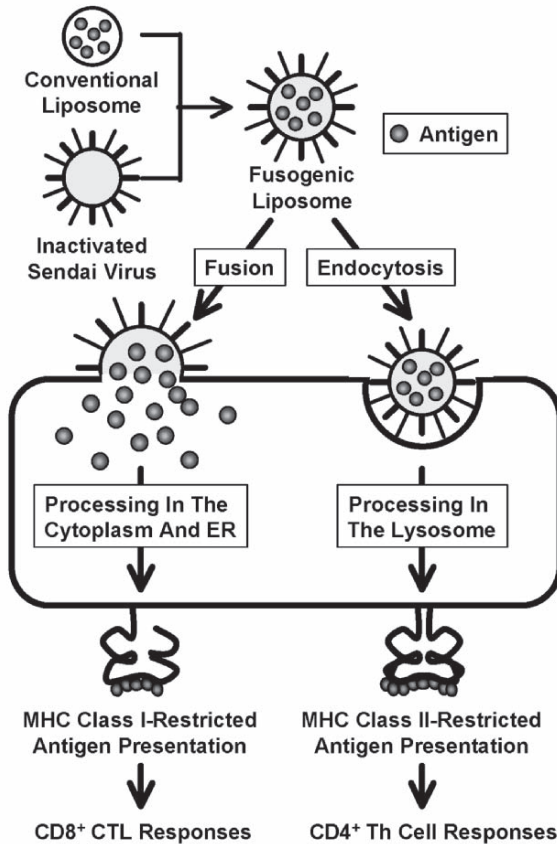 Conventional
Liposome
Inactivated
Sendai Virus
Fusogenic
Liposome
Antigen
Fusion
Endocytosis
Processing In The
Cytoplasm And ER
Processing In
The Lysosome
MHC Class I-Restricted
Antigen Presentation
MHC Class II-Restricted
Antigen Presentation
CD8⁺ CTL Responses
CD4⁺ Th Cell Responses